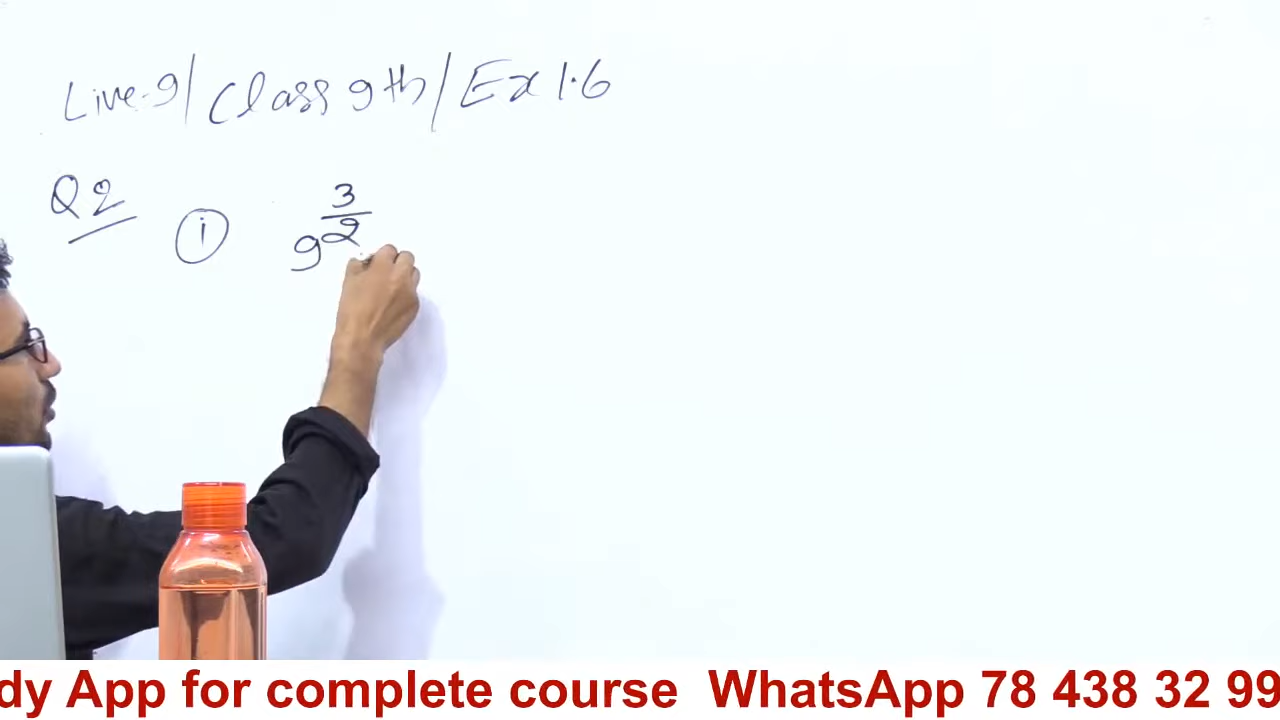 Live-9/ Class 9th/ Ex 1.6
Q2 i 9^(3/2)
dy App for complete course WhatsApp 78 438 32 99